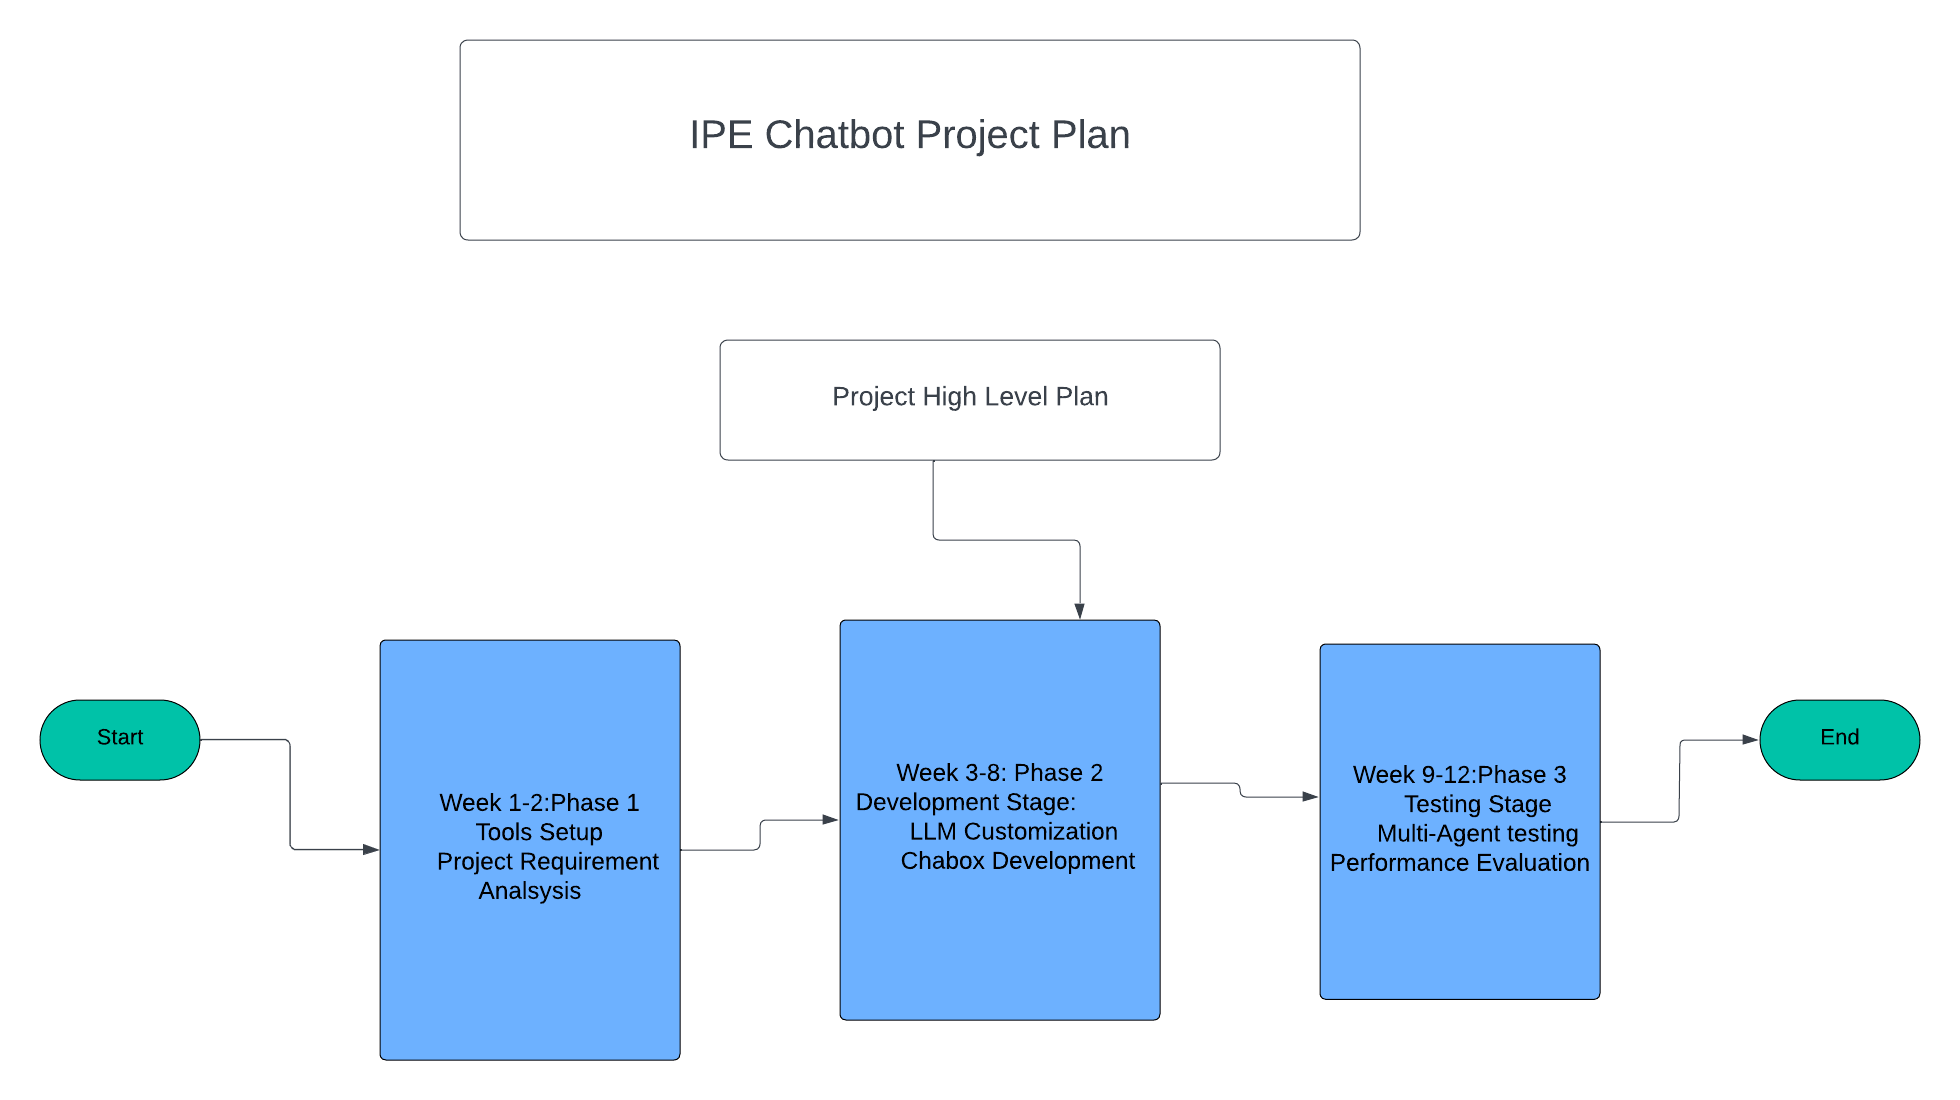 IPE Chatbot Project Plan
Project High Level Plan
Start
Week 1-2:Phase 1
Tools Setup
Project Requirement
Analsysis
Week 3-8: Phase 2
Development Stage:
LLM Customization
Chabox Development
Week 9-12:Phase 3
Testing Stage
Multi-Agent testing
Performance Evaluation
End